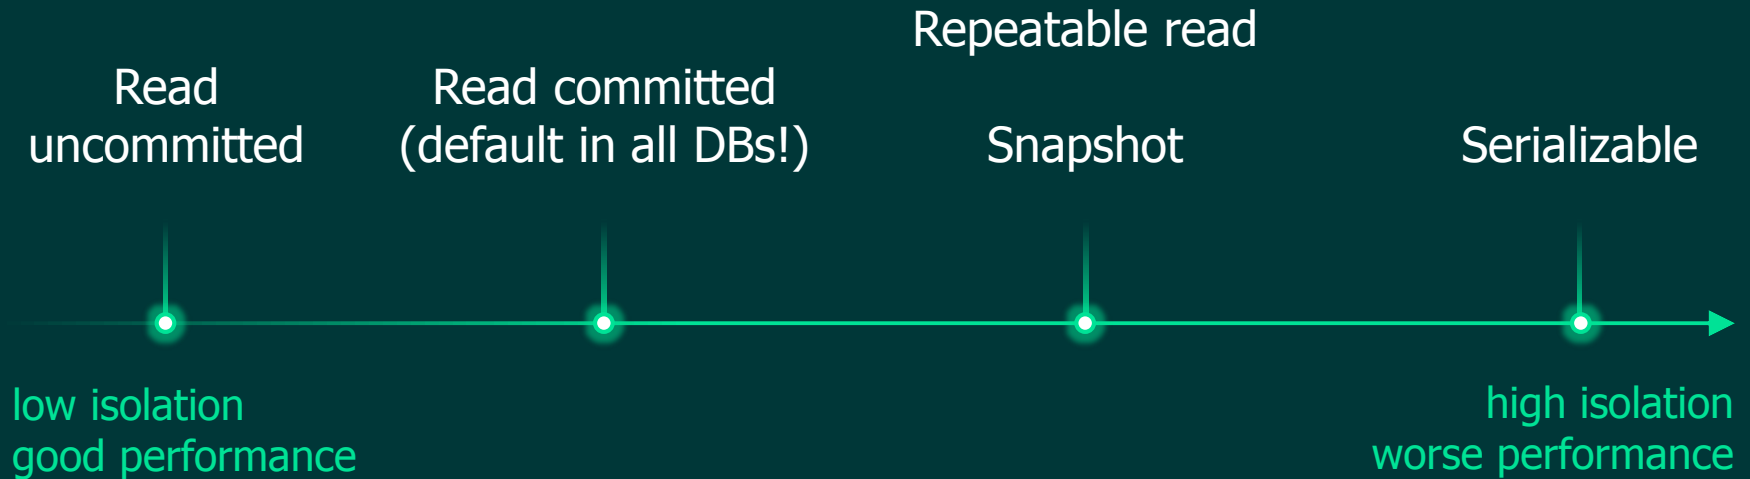 Read
uncommitted
Read committed
(default in all DBs!)
Repeatable read
Snapshot
Serializable
low isolation
good performance
high isolation
worse performance